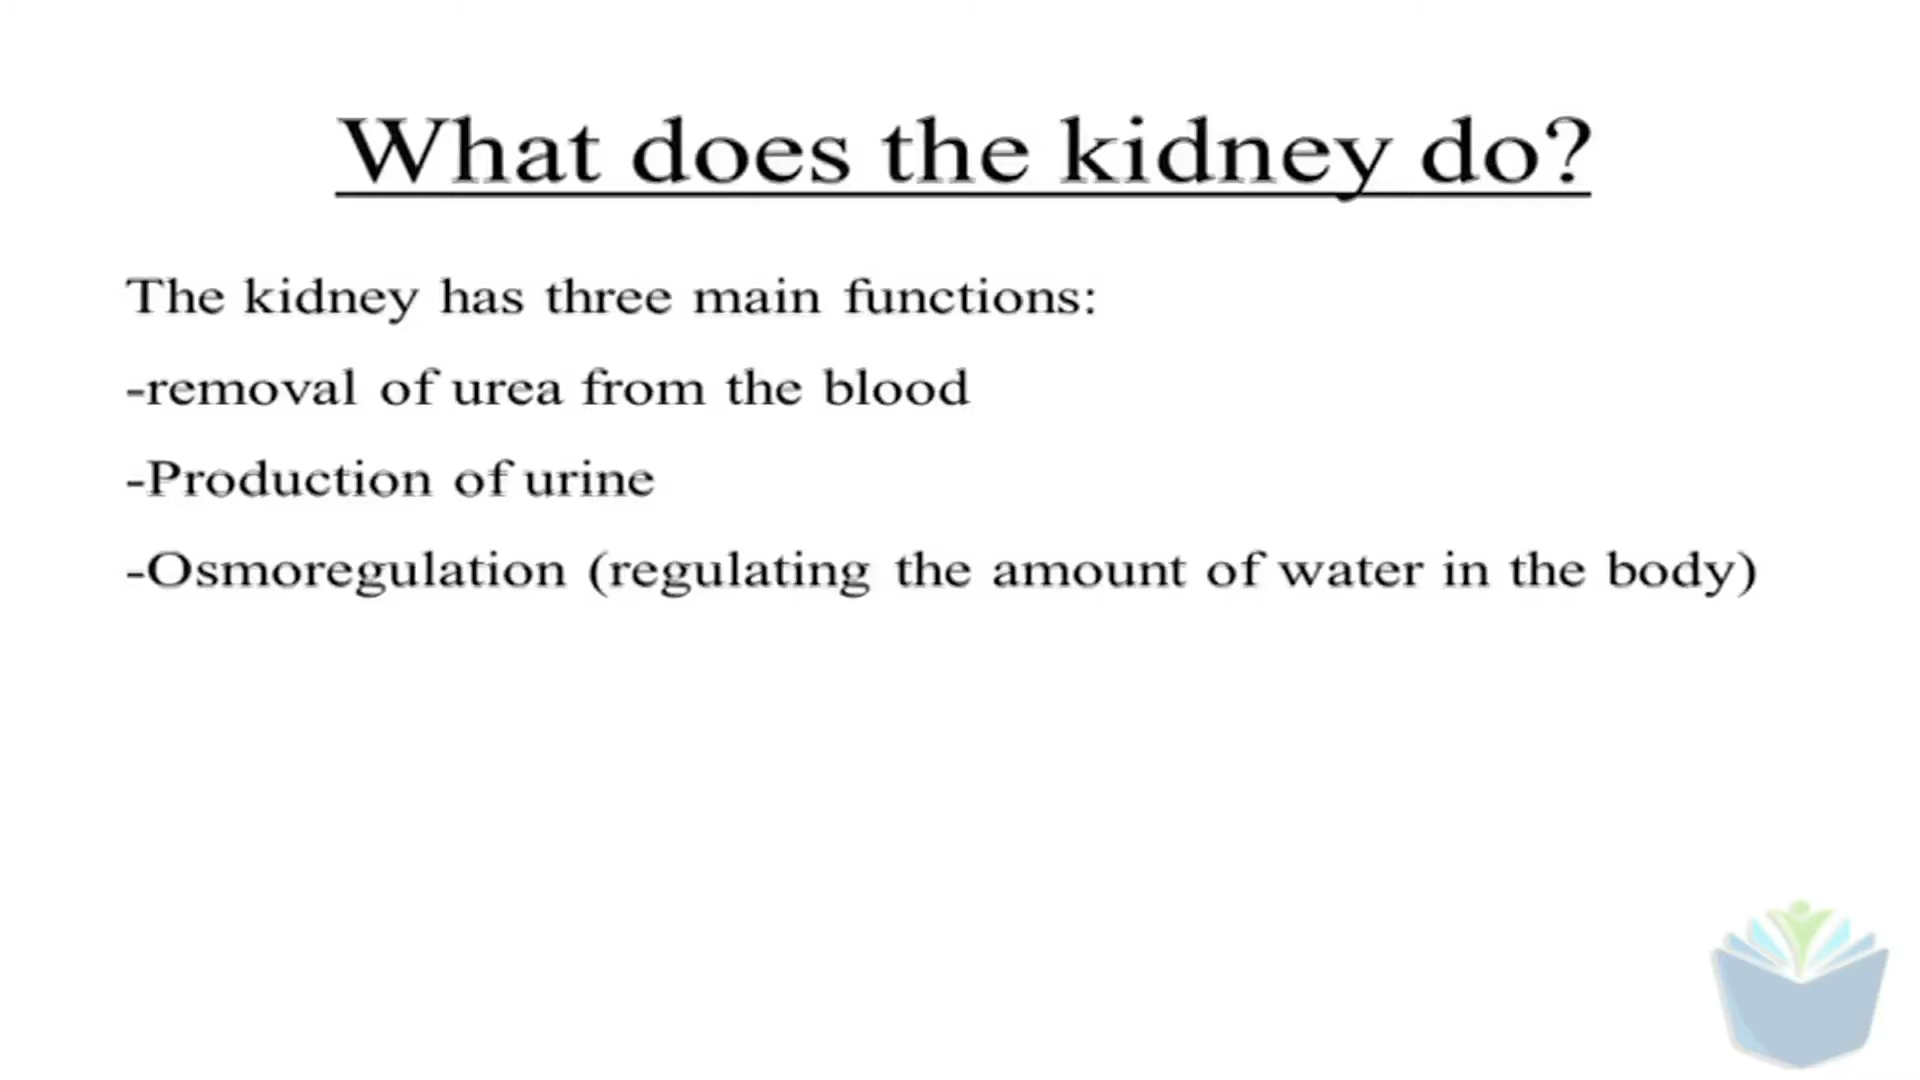 What does the kidney do?
The kidney has three main functions:
-removal of urea from the blood
-Production of urine
-Osmoregulation (regulating the amount of water in the body)